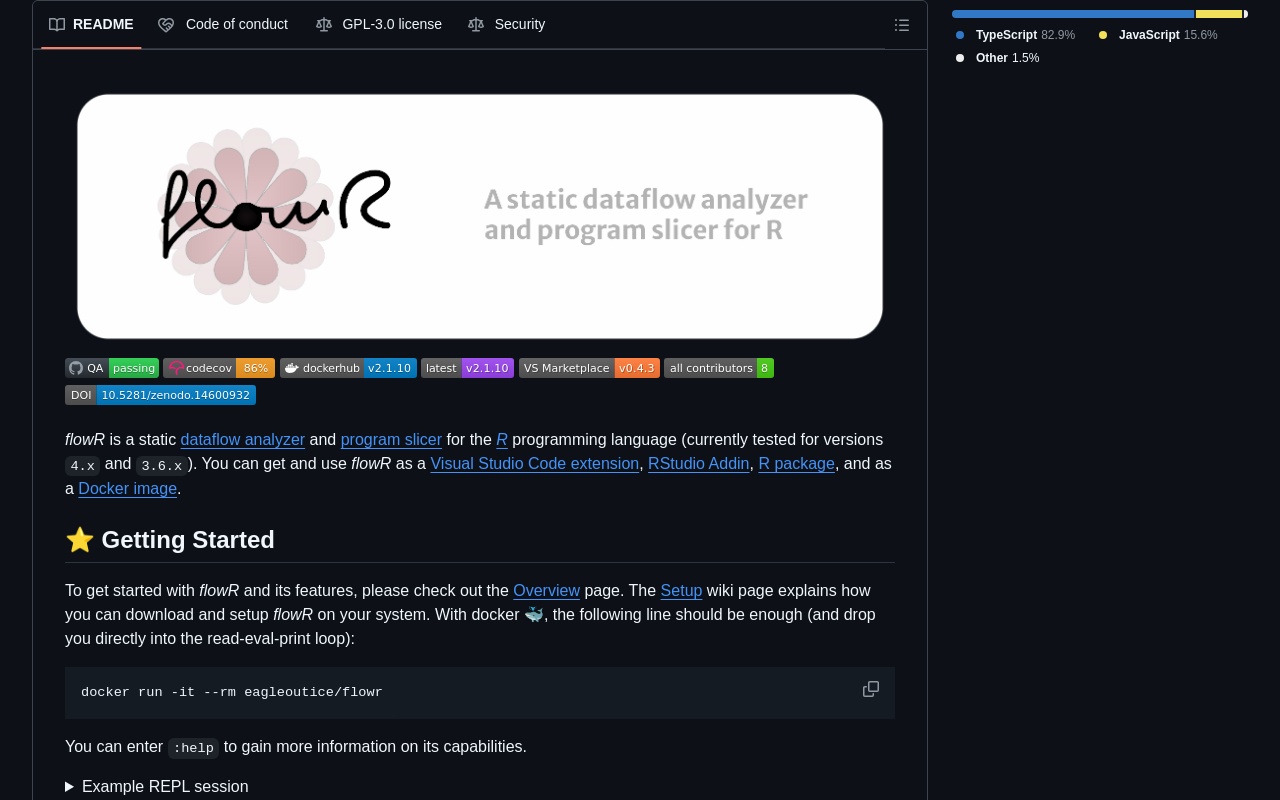 README Code of conduct GPL-3.0 license Security
TypeScript 82.9% JavaScript 15.6%
Other 1.5%
flowR
A static dataflow analyzer
and program slicer for R
QA passing codecov 86% dockerhub v2.1.10 latest v2.1.10 VS Marketplace v0.4.3 all contributors 8
DOI 10.5281/zenodo.14600932
flowR is a static dataflow analyzer and program slicer for the R programming language (currently tested for versions
4.x and 3.6.x). You can get and use flowR as a Visual Studio Code extension, RStudio Addin, R package, and as
a Docker image.
⭐ Getting Started
To get started with flowR and its features, please check out the Overview page. The Setup wiki page explains how
you can download and setup flowR on your system. With docker 🐳, the following line should be enough (and drop
you directly into the read-eval-print loop):
docker run -it --rm eagleoutice/flowr
You can enter :help to gain more information on its capabilities.
Example REPL session